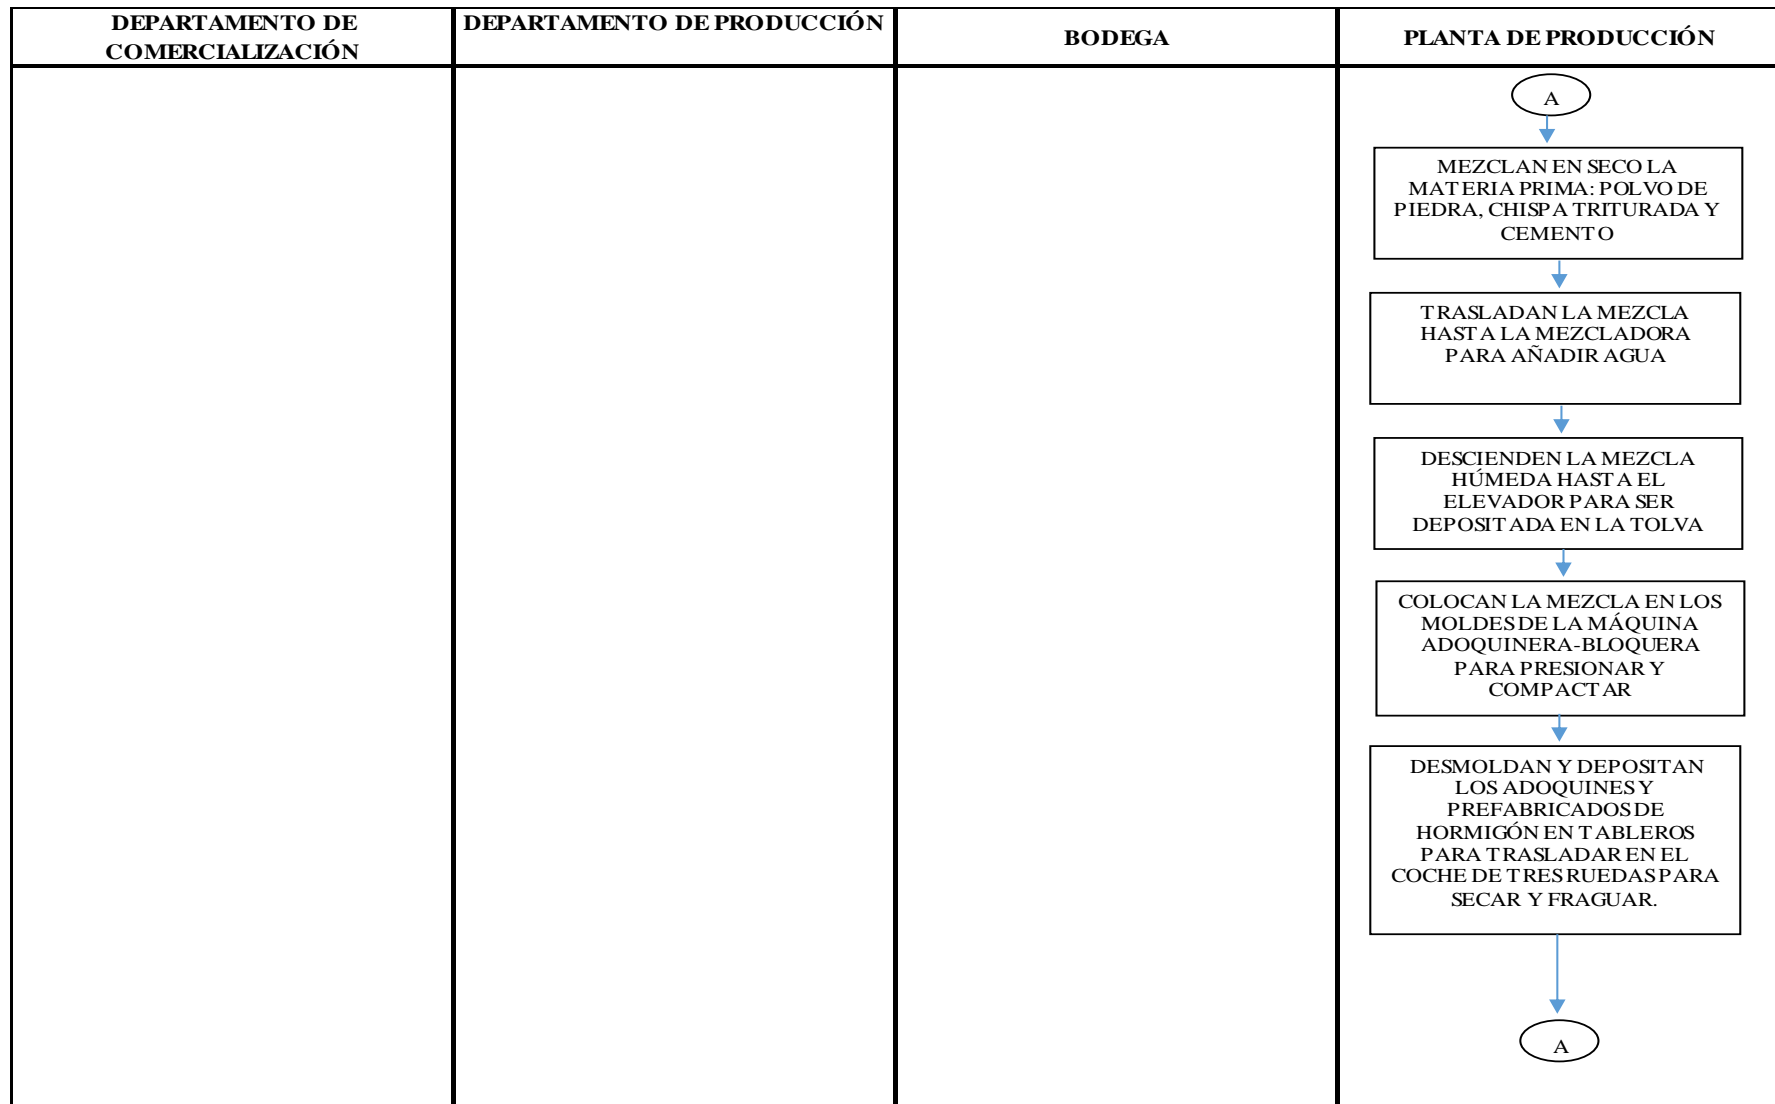 DEPARTAMENTO DE
COMERCIALIZACIÓN
DEPARTAMENTO DE PRODUCCIÓN
BODEGA
PLANTA DE PRODUCCIÓN
A
MEZCLAN EN SECO LA
MATERIA PRIMA: POLVO DE
PIEDRA, CHISPA TRITURADA Y
CEMENTO
TRASLADAN LA MEZCLA
HASTA LA MEZCLADORA
PARA AÑADIR AGUA
DESCIENDEN LA MEZCLA
HÚMEDA HASTA EL
ELEVADOR PARA SER
DEPOSITADA EN LA TOLVA
COLOCAN LA MEZCLA EN LOS
MOLDES DE LA MÁQUINA
ADOQUINERA-BLOQUERA
PARA PRESIONAR Y
COMPACTAR
DESMOLDAN Y DEPOSITAN
LOS ADOQUINES Y
PREFABRICADOS DE
HORMIGÓN EN TABLEROS
PARA TRASLADAR EN EL
COCHE DE TRES RUEDAS PARA
SECAR Y FRAGUAR.
A